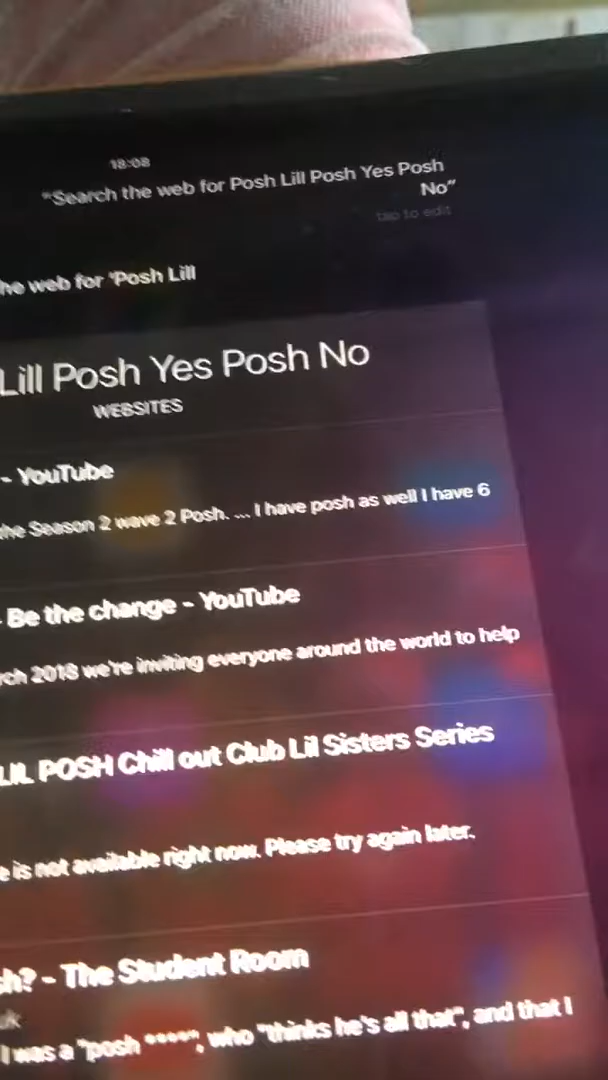 18:08
"Search the web for Posh Lill Posh Yes Posh
No"
tap to edit
he web for 'Posh Lill
Lill Posh Yes Posh No
WEBSITES
- YouTube
he Season 2 wave 2 Posh. ... I have posh as well I have 6
- Be the change - YouTube
rch 2018 we're inviting everyone around the world to help
LIL POSH Chill out Club Lil Sisters Series
e is not available right now. Please try again later.
sh? - The Student Room
uk
I was a "posh ****", who "thinks he's all that", and that I